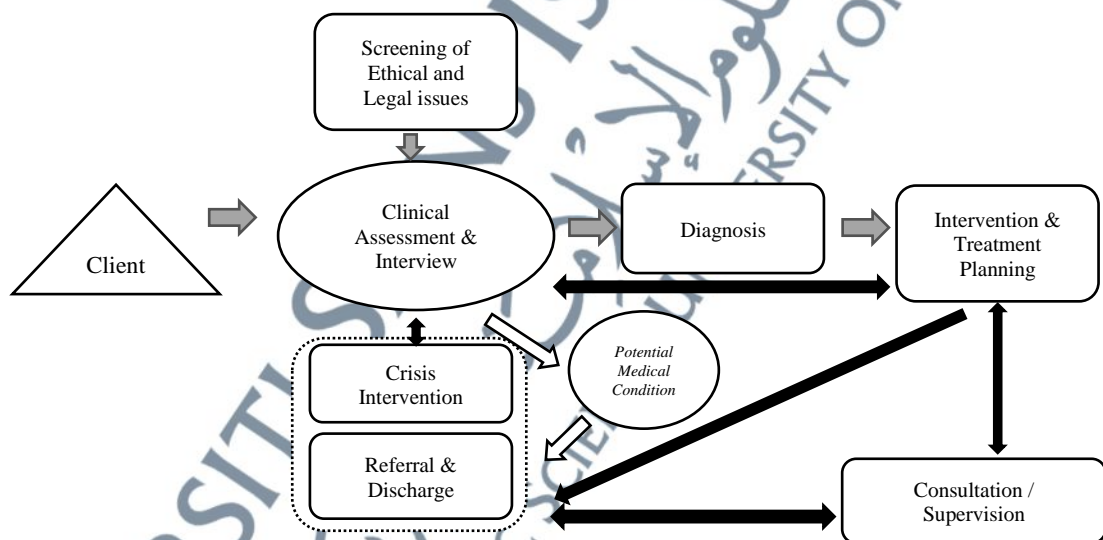 Screening of
Ethical and
Legal issues
Client
Clinical
Assessment &
Interview
Diagnosis
Intervention &
Treatment
Planning
Potential
Medical
Condition
Crisis
Intervention
Referral &
Discharge
Consultation /
Supervision